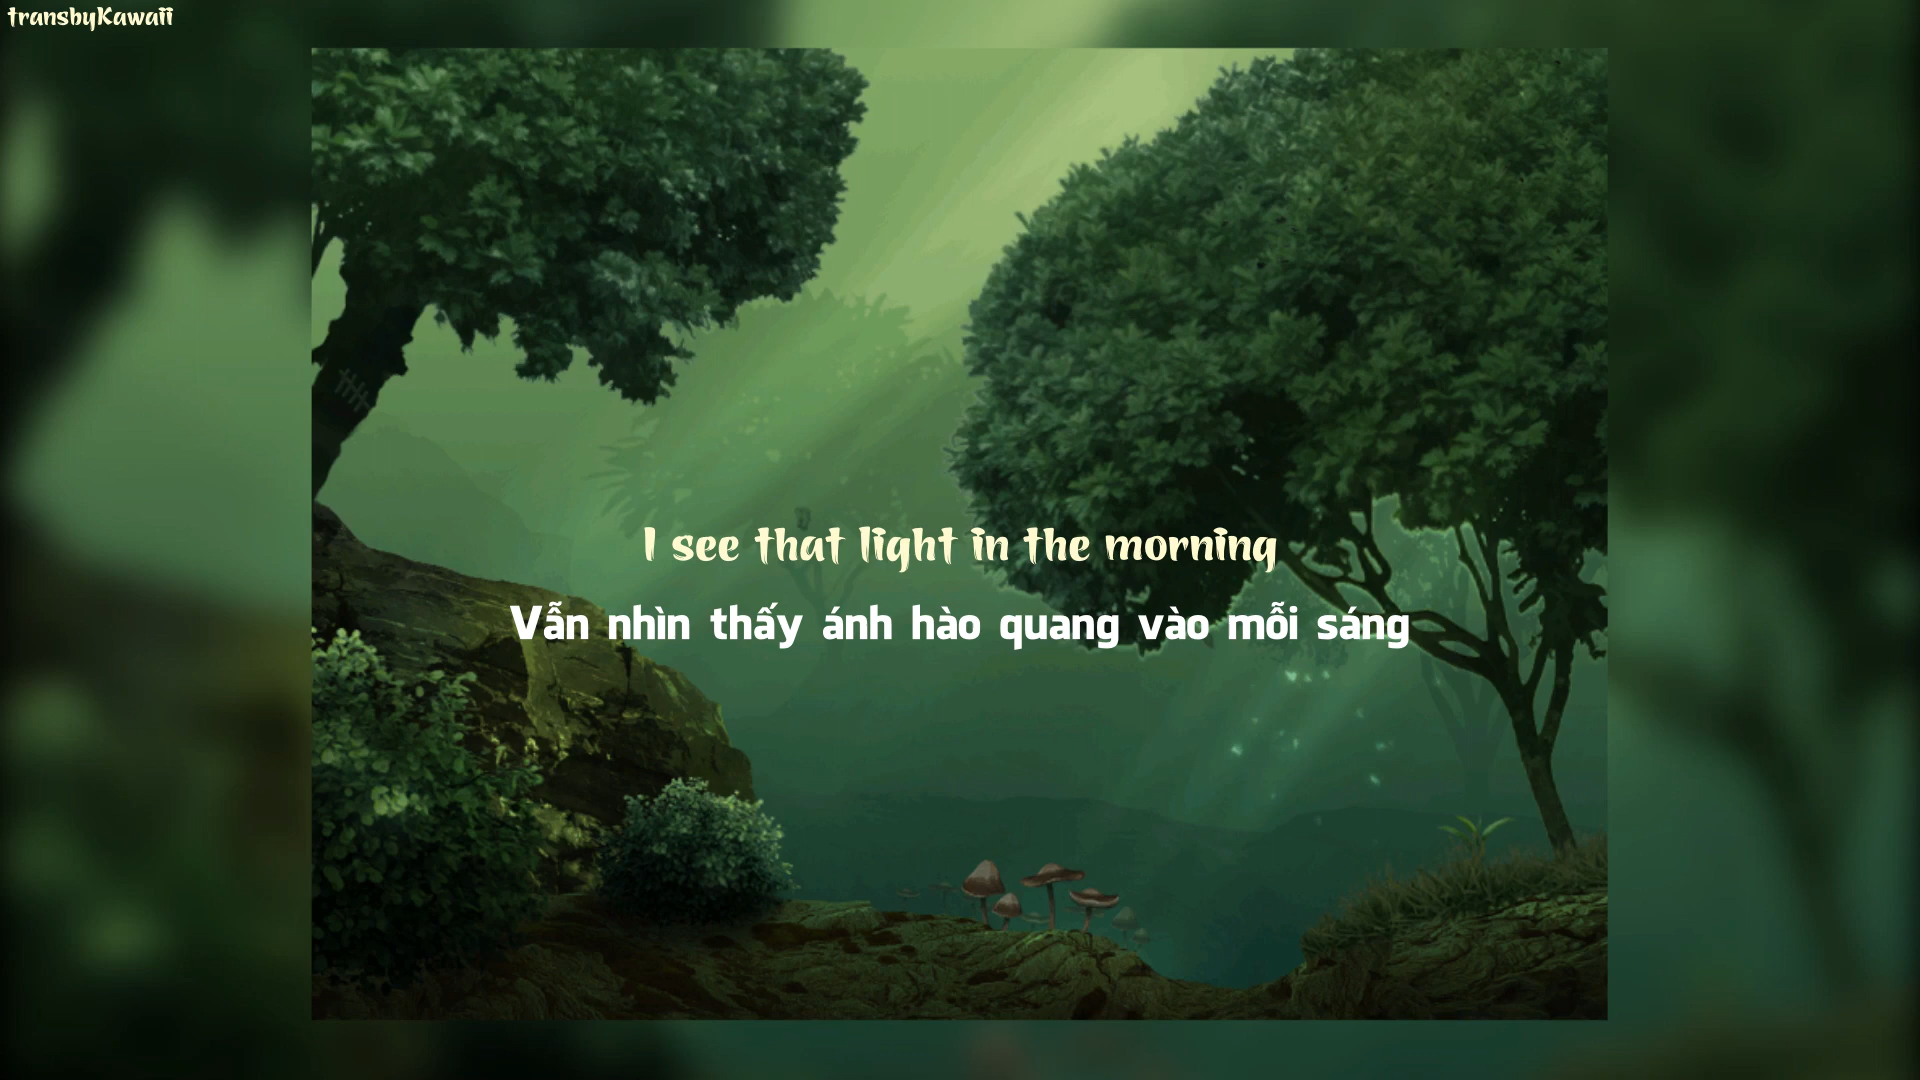 transbyKawaii
I see that light in the morning
Vẫn nhìn thấy ánh hào quang vào mỗi sáng